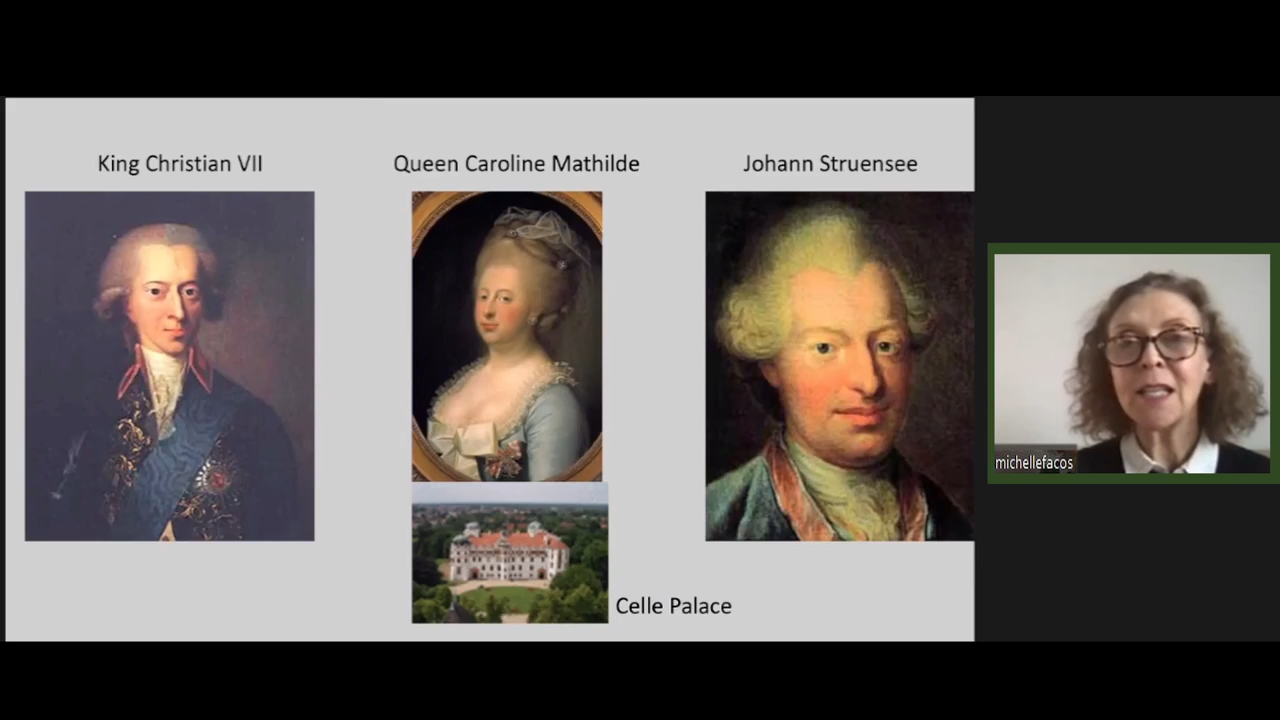 King Christian VII
Queen Caroline Mathilde
Johann Struensee
Celle Palace
michellefacos